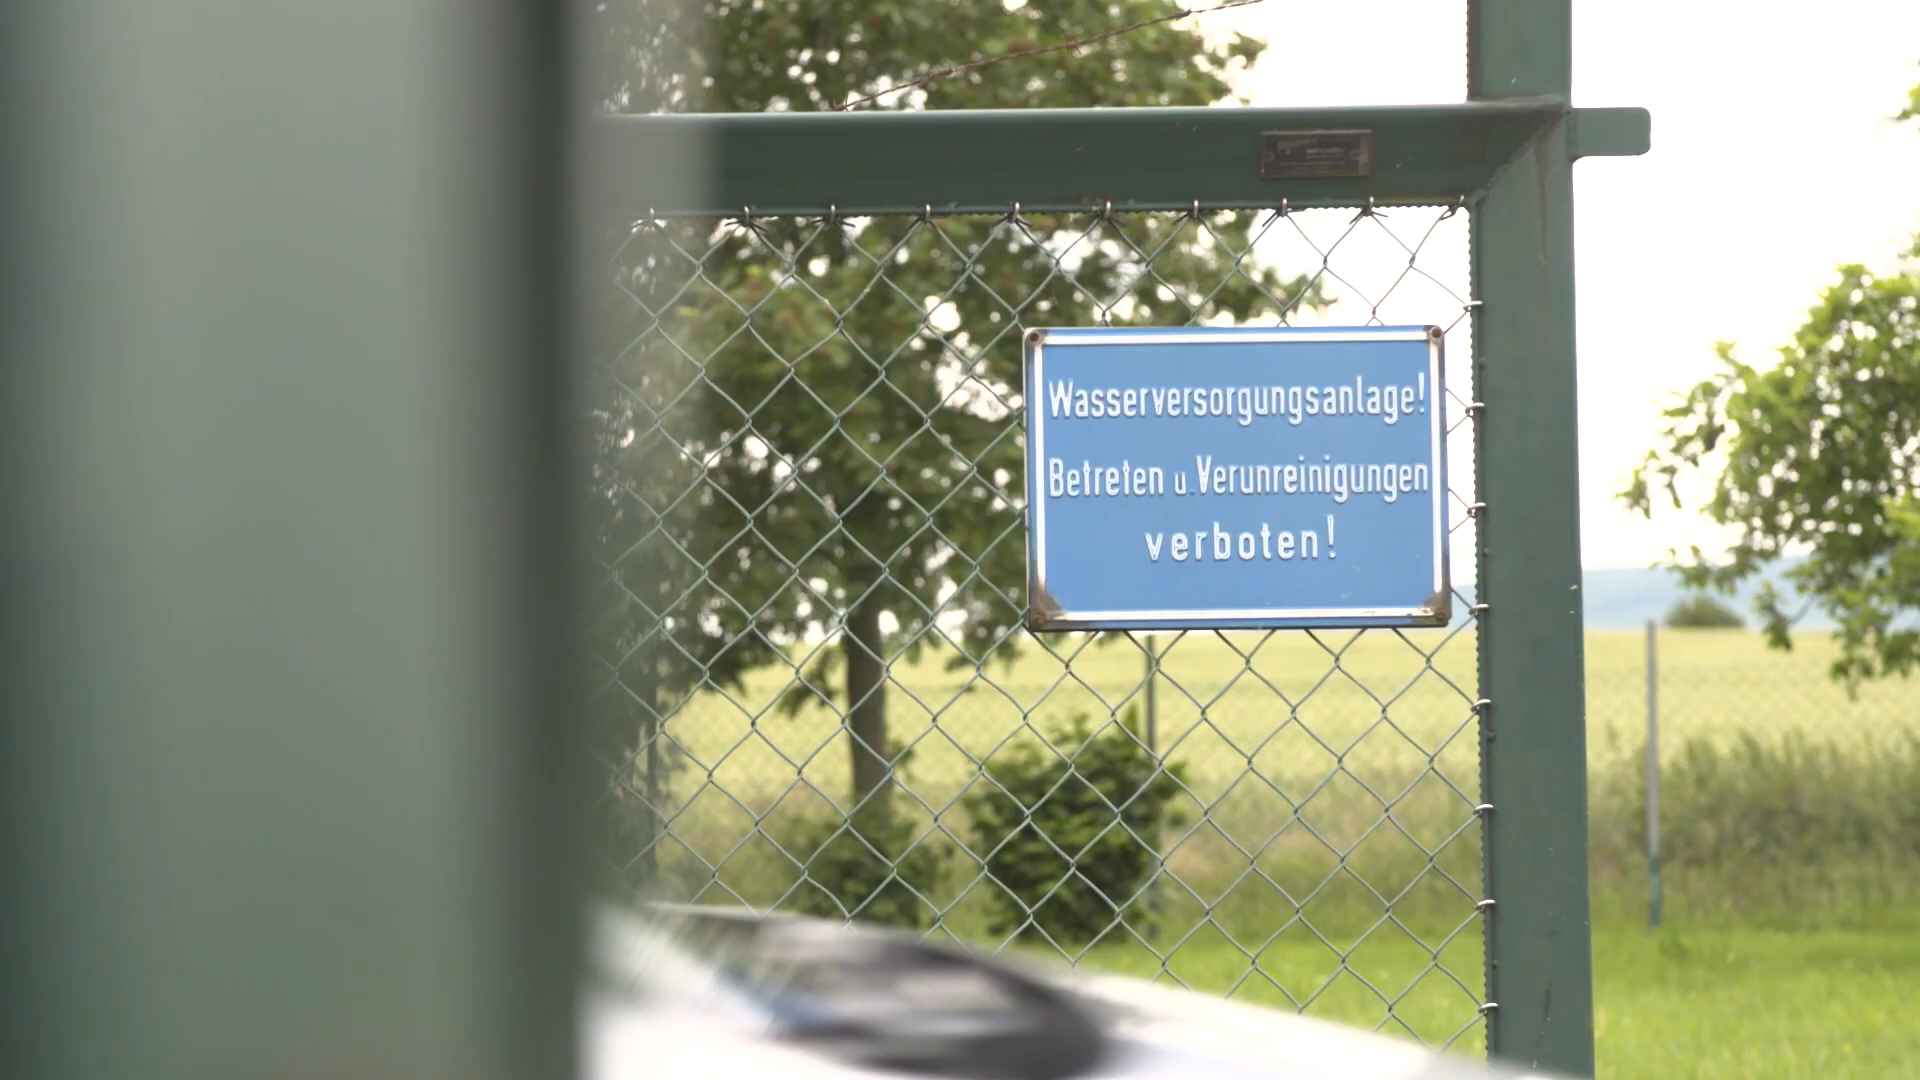 Wasserversorgungsanlage!
Betreten u. Verunreinigungen
verboten!